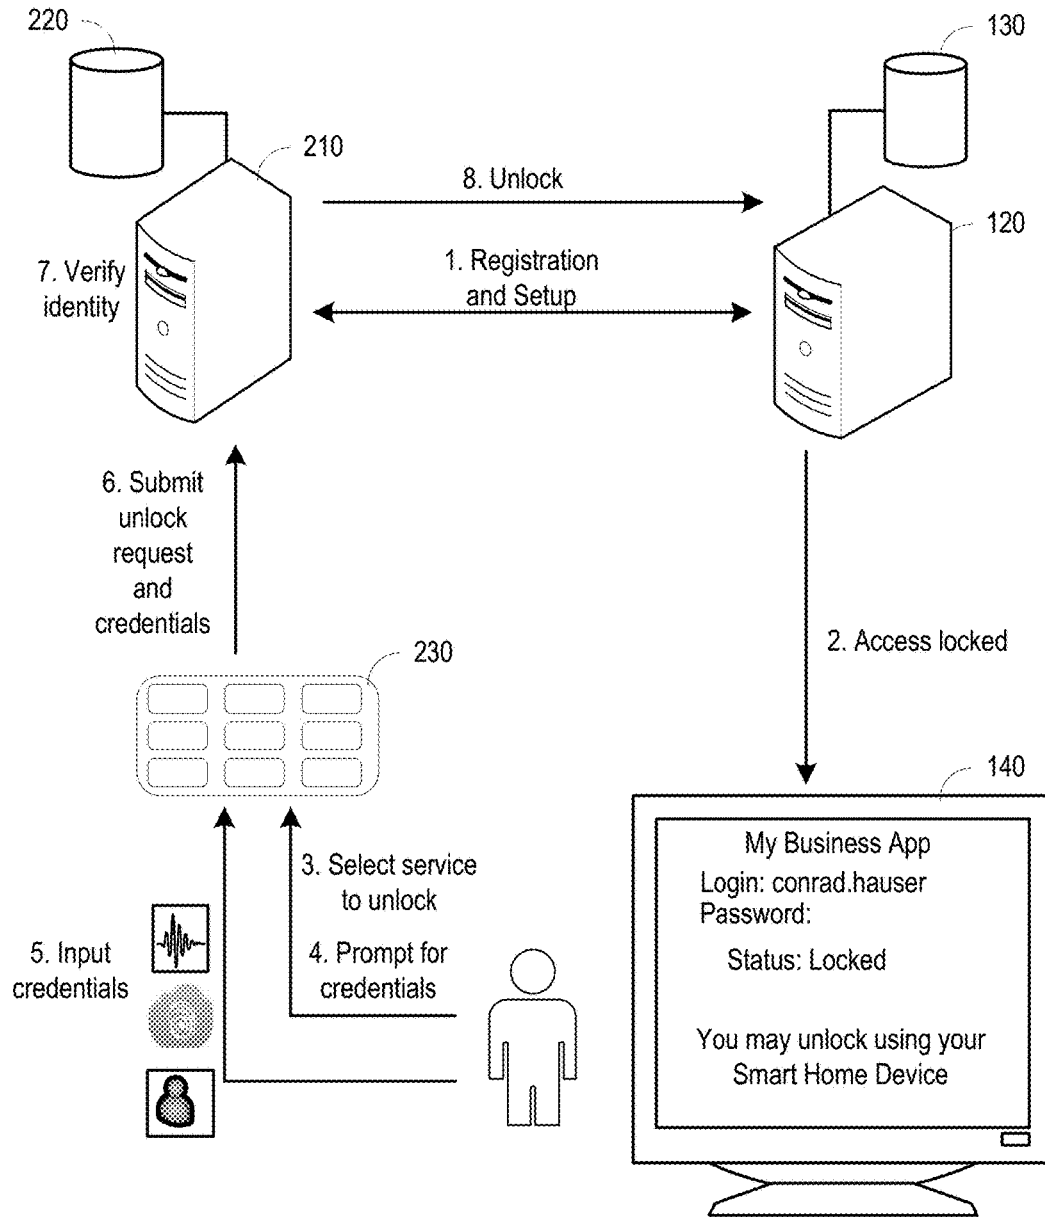 220
130
210
8. Unlock
120
1. Registration
and Setup
7. Verify
identity
6. Submit
unlock
request
and
credentials
2. Access locked
230
140
My Business App
Login: conrad.hauser
Password:
Status: Locked
You may unlock using your
Smart Home Device
3. Select service
to unlock
4. Prompt for
credentials
5. Input
credentials